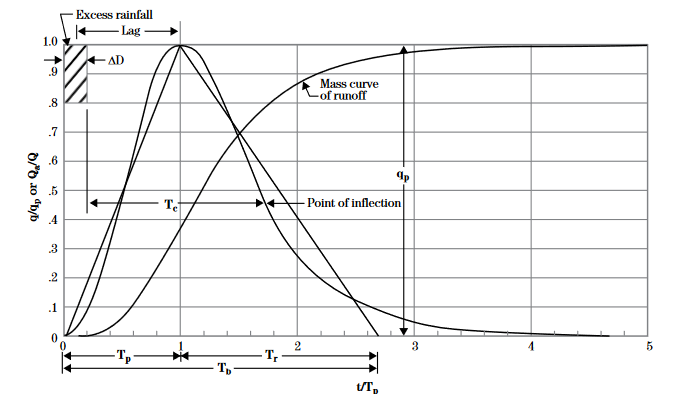 Excess rainfall
Lag
ΔD
1.0
.9
.8
.7
.6
.5
.4
.3
.2
.1
0
q/qp or Qa/Q
Mass curve
of runoff
qp
Tc
Point of inflection
0
1
2
3
4
5
Tp
Tr
Tb
t/Tp